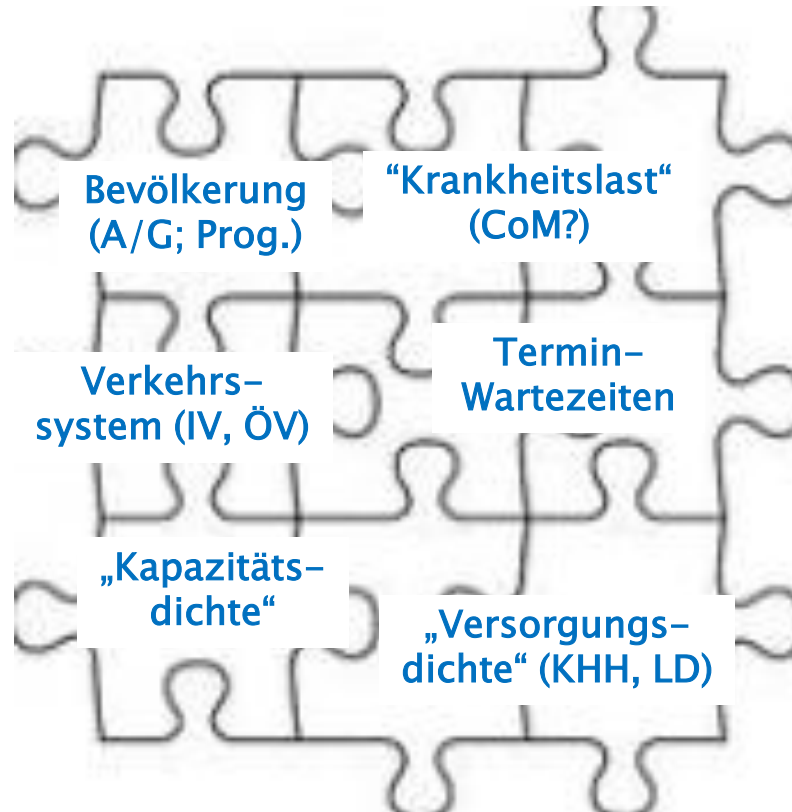 Bevölkerung
(A/G; Prog.)
“Krankheitslast“
(CoM?)
Verkehrs-
system (IV, ÖV)
Termin-
Wartezeiten
„Kapazitäts-
dichte“
„Versorgungs-
dichte“ (KHH, LD)